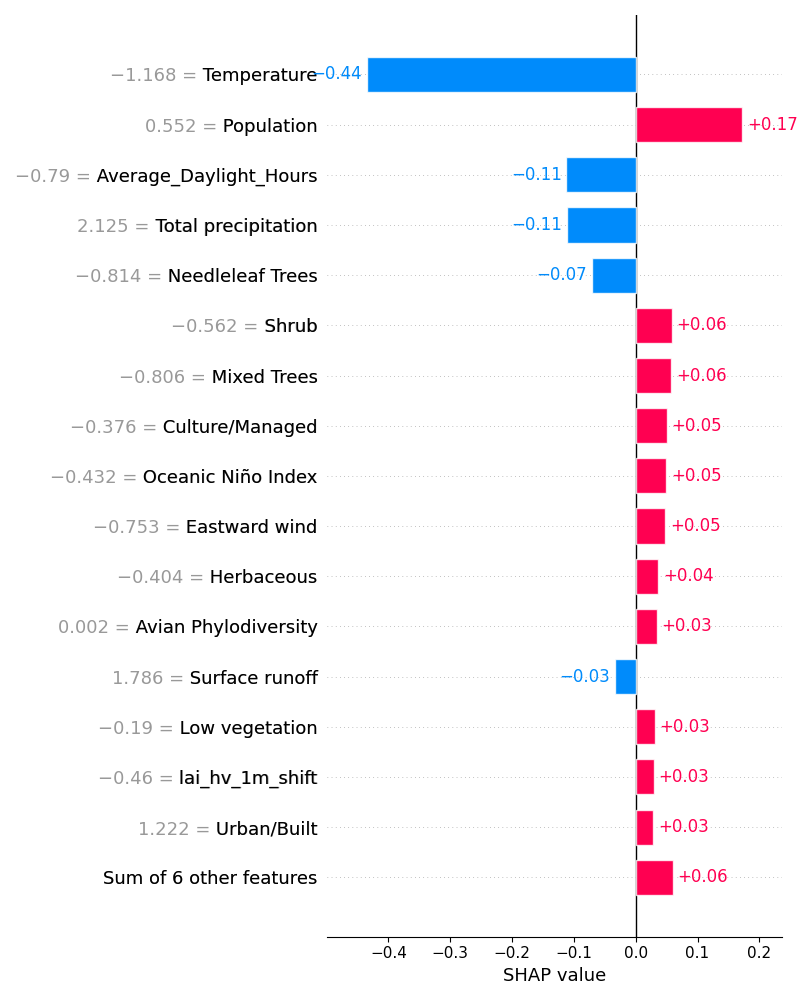 −1.168 = Temperature −0.44
0.552 = Population +0.17
−0.79 = Average_Daylight_Hours −0.11
2.125 = Total precipitation −0.11
−0.814 = Needleleaf Trees −0.07
−0.562 = Shrub +0.06
−0.806 = Mixed Trees +0.06
−0.376 = Culture/Managed +0.05
−0.432 = Oceanic Niño Index +0.05
−0.753 = Eastward wind +0.05
−0.404 = Herbaceous +0.04
0.002 = Avian Phylodiversity +0.03
1.786 = Surface runoff −0.03
−0.19 = Low vegetation +0.03
−0.46 = lai_hv_1m_shift +0.03
1.222 = Urban/Built +0.03
Sum of 6 other features +0.06
−0.4 −0.3 −0.2 −0.1 0.0 0.1 0.2
SHAP value